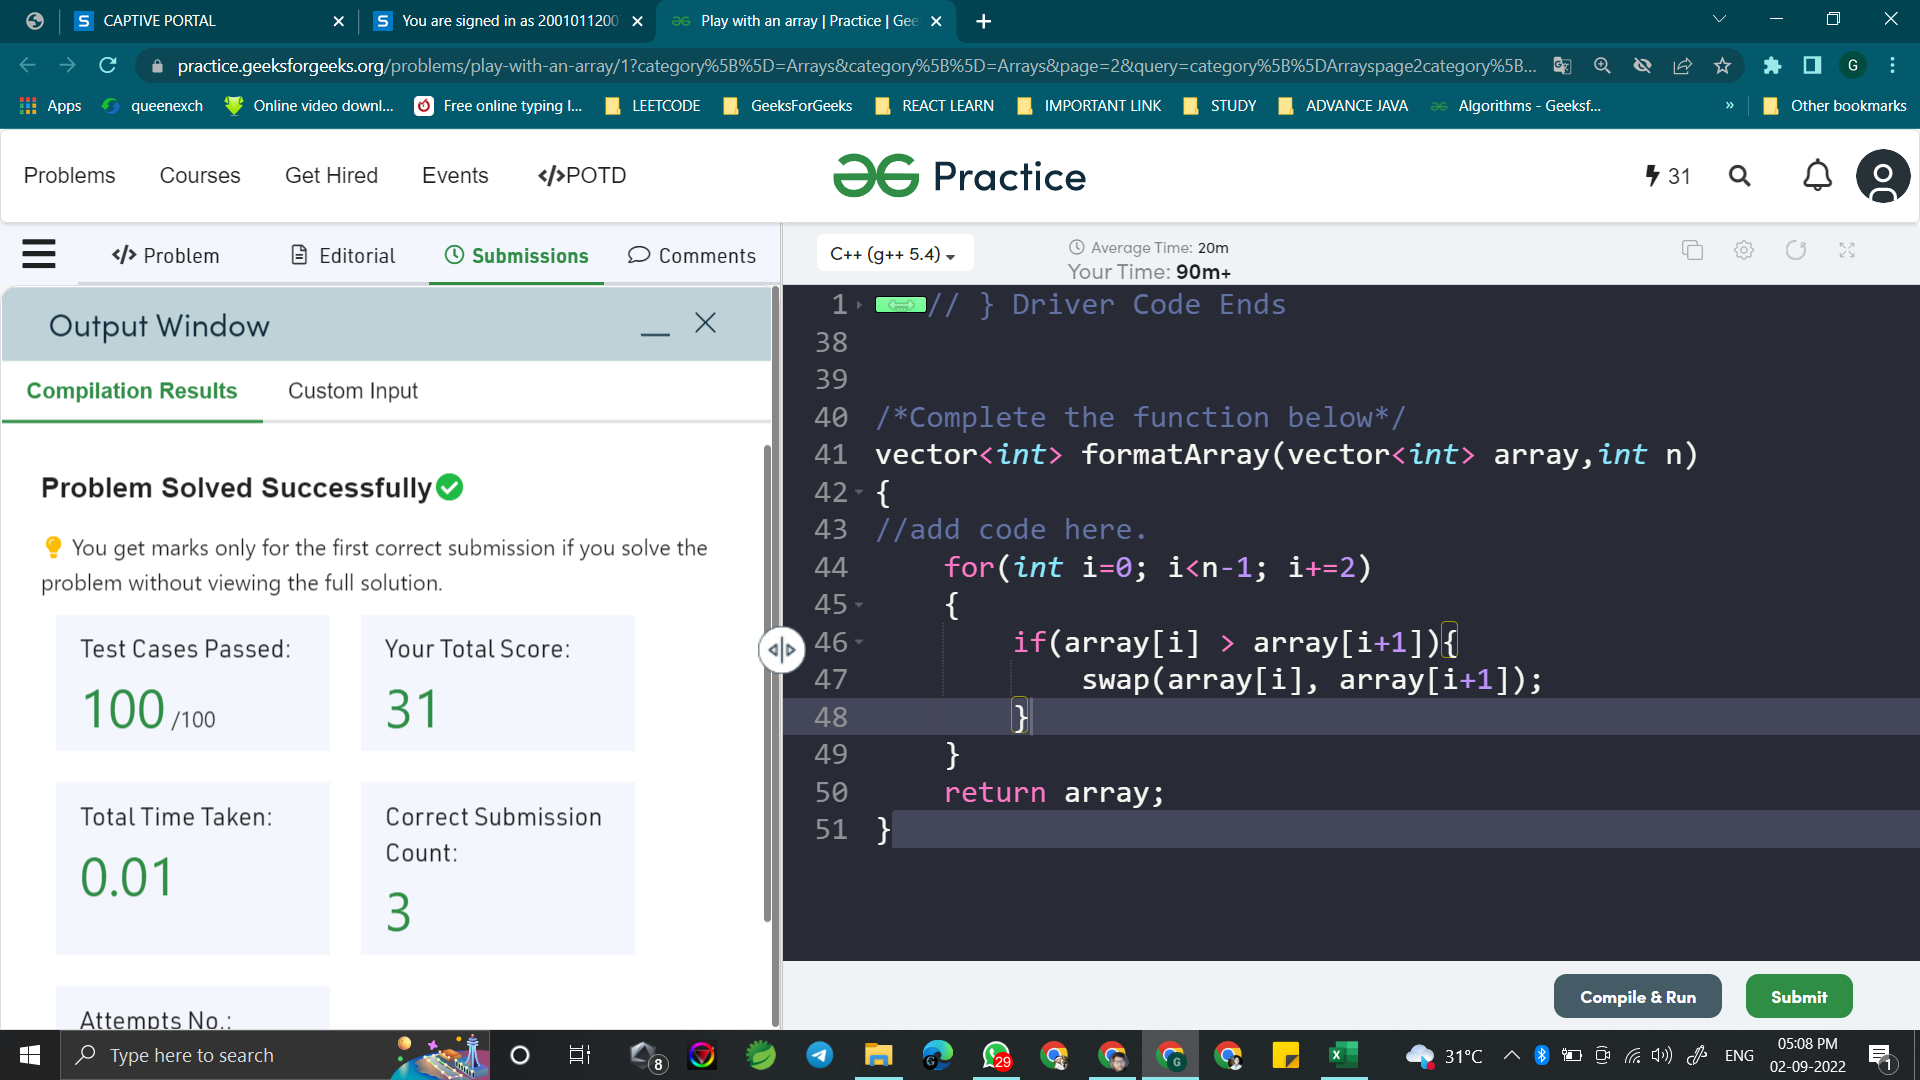 CAPTIVE PORTAL
You are signed in as 2001011200
Play with an array | Practice | Gee
practice.geeksforgeeks.org/problems/play-with-an-array/1?category%5B%5D=Arrays&category%5B%5D=Arrays&page=2&query=category%5B%5DArrayspage2category%5B...
G
Apps
queenexch
Online video downl...
Free online typing I...
LEETCODE
GeeksForGeeks
REACT LEARN
IMPORTANT LINK
STUDY
ADVANCE JAVA
Algorithms - Geeksf...
»
Other bookmarks
Problems
Courses
Get Hired
Events
</>POTD
Practice
31
</> Problem
Editorial
Submissions
Comments
C++ (g++ 5.4)
Average Time: 20m
Your Time: 90m+
Output Window
Compilation Results
Custom Input
Problem Solved Successfully
You get marks only for the first correct submission if you solve the
problem without viewing the full solution.
Test Cases Passed:
100 /100
Your Total Score:
31
Total Time Taken:
0.01
Correct Submission
Count:
3
Attempts No.:
1 // } Driver Code Ends
38
39
40 /*Complete the function below*/
41 vector<int> formatArray(vector<int> array,int n)
42 {
43 //add code here.
44 for(int i=0; i<n-1; i+=2)
45 {
46 if(array[i] > array[i+1]){
47 swap(array[i], array[i+1]);
48 }
49 }
50 return array;
51 }
Compile & Run
Submit
Type here to search
8
29
31°C
ENG
05:08 PM
02-09-2022
1